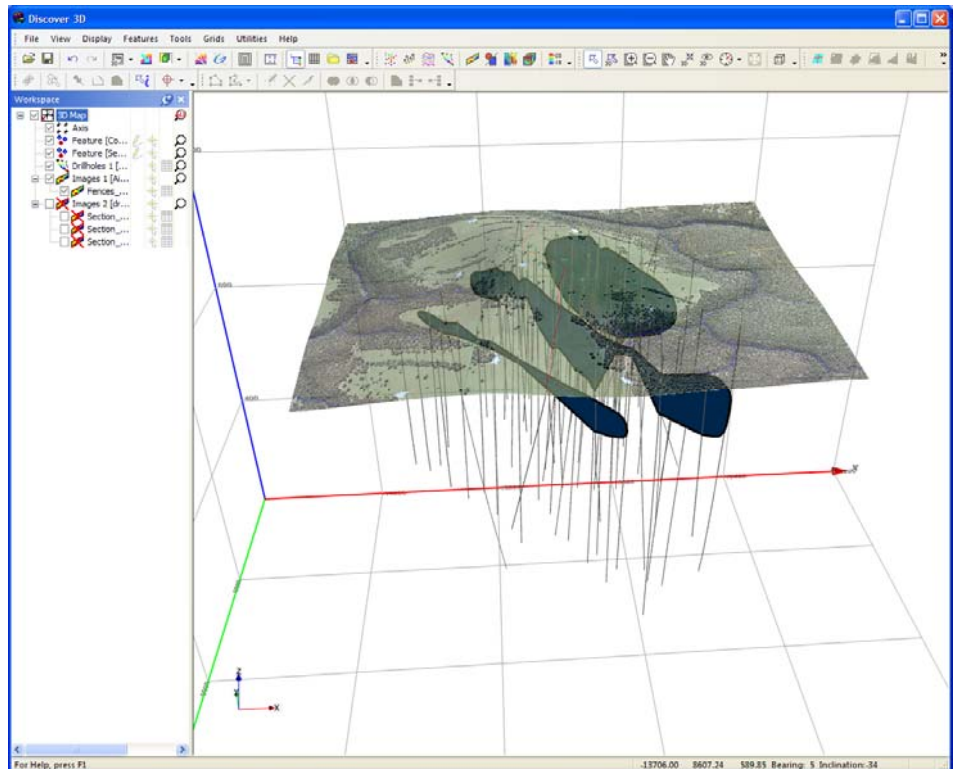 Discover 3D
File View Display Features Tools Grids Utilities Help
Workspace
3D Map
Axis
Feature [Co...
Feature [Se...
Drillholes 1 [...
Images 1 [Ai...
Fences_...
Images 2 [dr...
Section_...
Section_...
Section_...
X
Z
X
For Help, press F1
-13706.00 8607.24 589.85 Bearing: 5 Inclination:-34